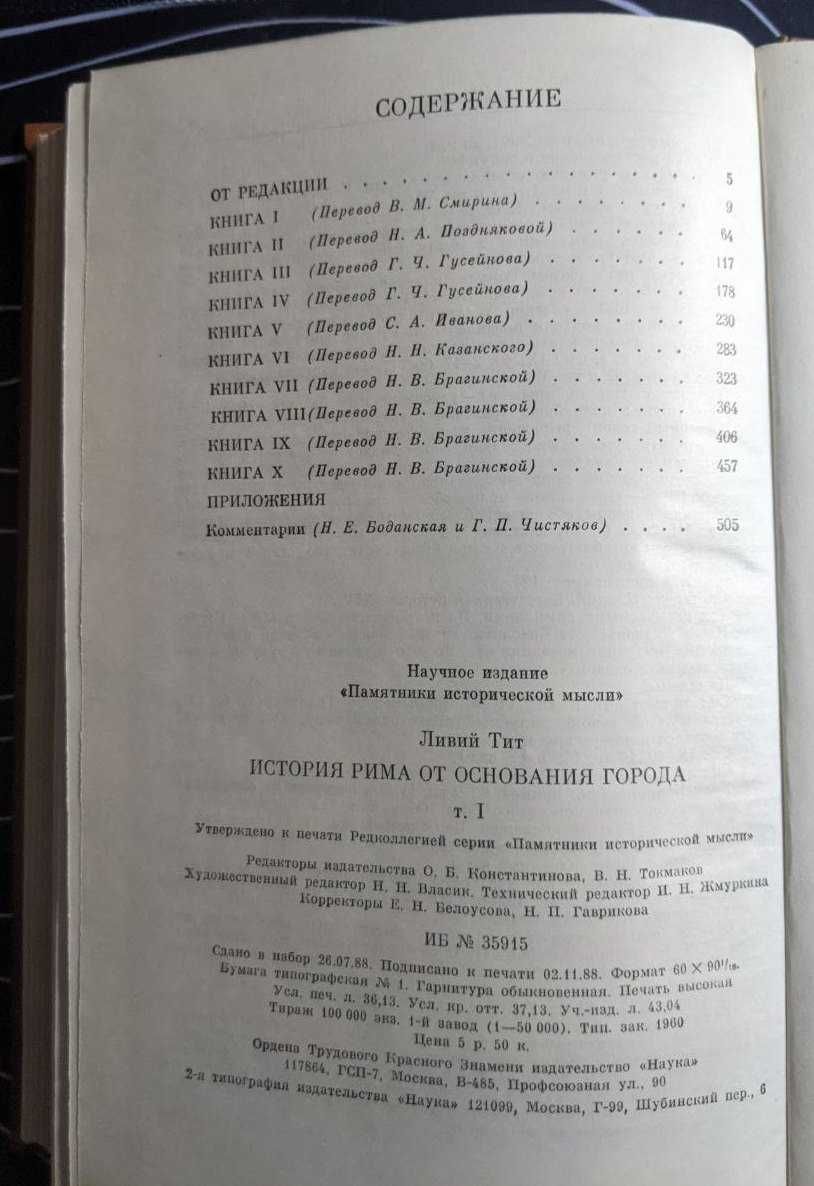 СОДЕРЖАНИЕ
ОТ РЕДАКЦИИ . . . . . . . . . . . . . . . . . 5
КНИГА I (Перевод В. М. Смирина) . . . . . . . . 9
КНИГА II (Перевод Н. А. Поздняковой) . . . . . . 64
КНИГА III (Перевод Г. Ч. Гусейнова) . . . . . . . 117
КНИГА IV (Перевод Г. Ч. Гусейнова) . . . . . . . 178
КНИГА V (Перевод С. А. Иванова) . . . . . . . . 230
КНИГА VI (Перевод Н. Н. Казанского) . . . . . . . 283
КНИГА VII (Перевод Н. В. Брагинской) . . . . . . . 323
КНИГА VIII (Перевод Н. В. Брагинской) . . . . . . . 364
КНИГА IX (Перевод Н. В. Брагинской) . . . . . . . 406
КНИГА X (Перевод Н. В. Брагинской) . . . . . . . 457
ПРИЛОЖЕНИЯ
Комментарии (Н. Е. Боданская и Г. П. Чистяков) . . . . 505
Научное издание
«Памятники исторической мысли»
Ливий Тит
ИСТОРИЯ РИМА ОТ ОСНОВАНИЯ ГОРОДА
т. I
Утверждено к печати Редколлегией серии «Памятники исторической мысли»
Редакторы издательства О. Б. Константинова, В. Н. Токмаков
Художественный редактор Н. Н. Власик. Технический редактор И. Н. Жмуркина
Корректоры Е. Н. Белоусова, Н. П. Гаврикова
ИБ № 35915
Сдано в набор 26.07.88. Подписано к печати 02.11.88. Формат 60 × 90¹/₁₆.
Бумага типографская № 1. Гарнитура обыкновенная. Печать высокая
Усл. печ. л. 36,13. Усл. кр. отт. 37,13. Уч.-изд. л. 43,04
Тираж 100 000 экз. 1-й завод (1—50 000). Тип. зак. 1960
Цена 5 р. 50 к.
Ордена Трудового Красного Знамени издательство «Наука»
117864, ГСП-7, Москва, В-485, Профсоюзная ул., 90
2-я типография издательства «Наука» 121099, Москва, Г-99, Шубинский пер., 6